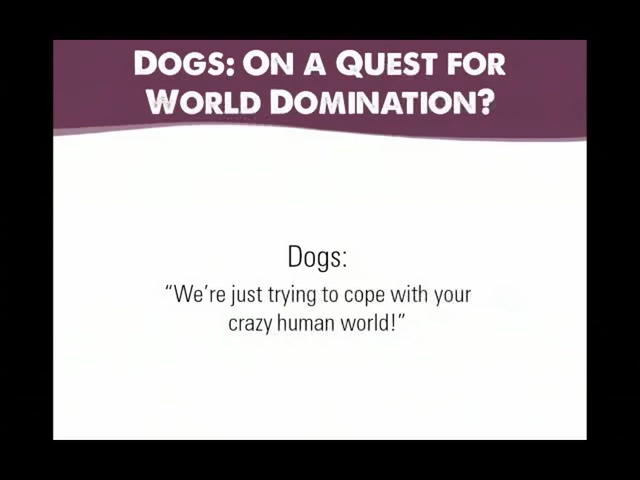 DOGS: ON A QUEST FOR
WORLD DOMINATION?
Dogs:
“We’re just trying to cope with your
crazy human world!”